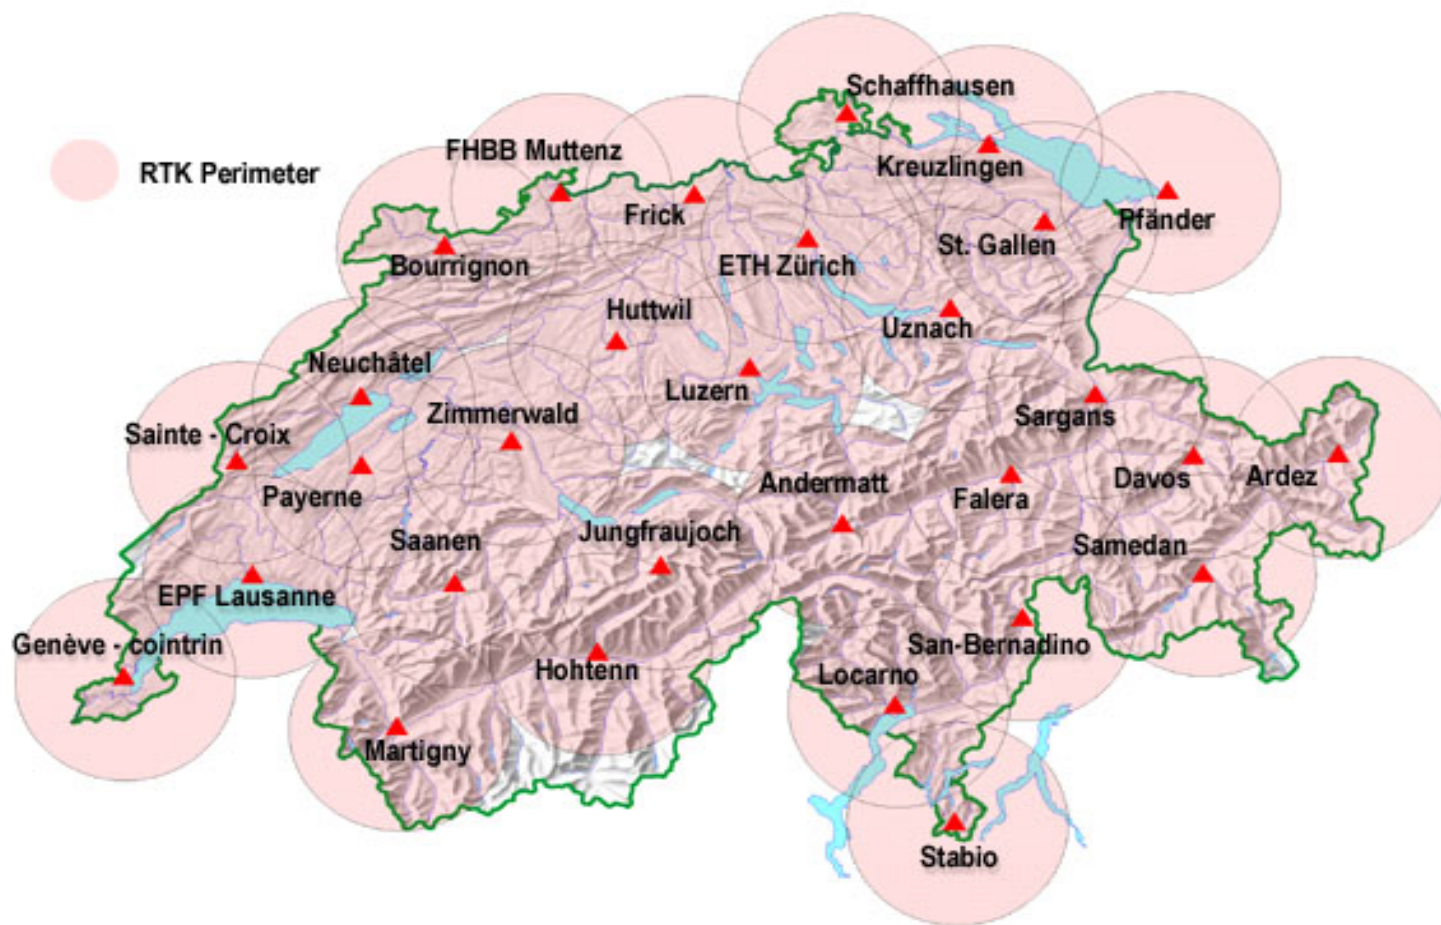 Schaffhausen
FHBB Muttenz
Kreuzlingen
RTK Perimeter
Frick
Pfänder
St. Gallen
Bourrignon
ETH Zürich
Huttwil
Uznach
Neuchâtel
Luzern
Zimmerwald
Sargans
Sainte - Croix
Payerne
Andermatt
Falera
Davos
Ardez
Saanen
Jungfraujoch
Samedan
EPF Lausanne
Genève - cointrin
San-Bernadino
Hohtenn
Locarno
Martigny
Stabio